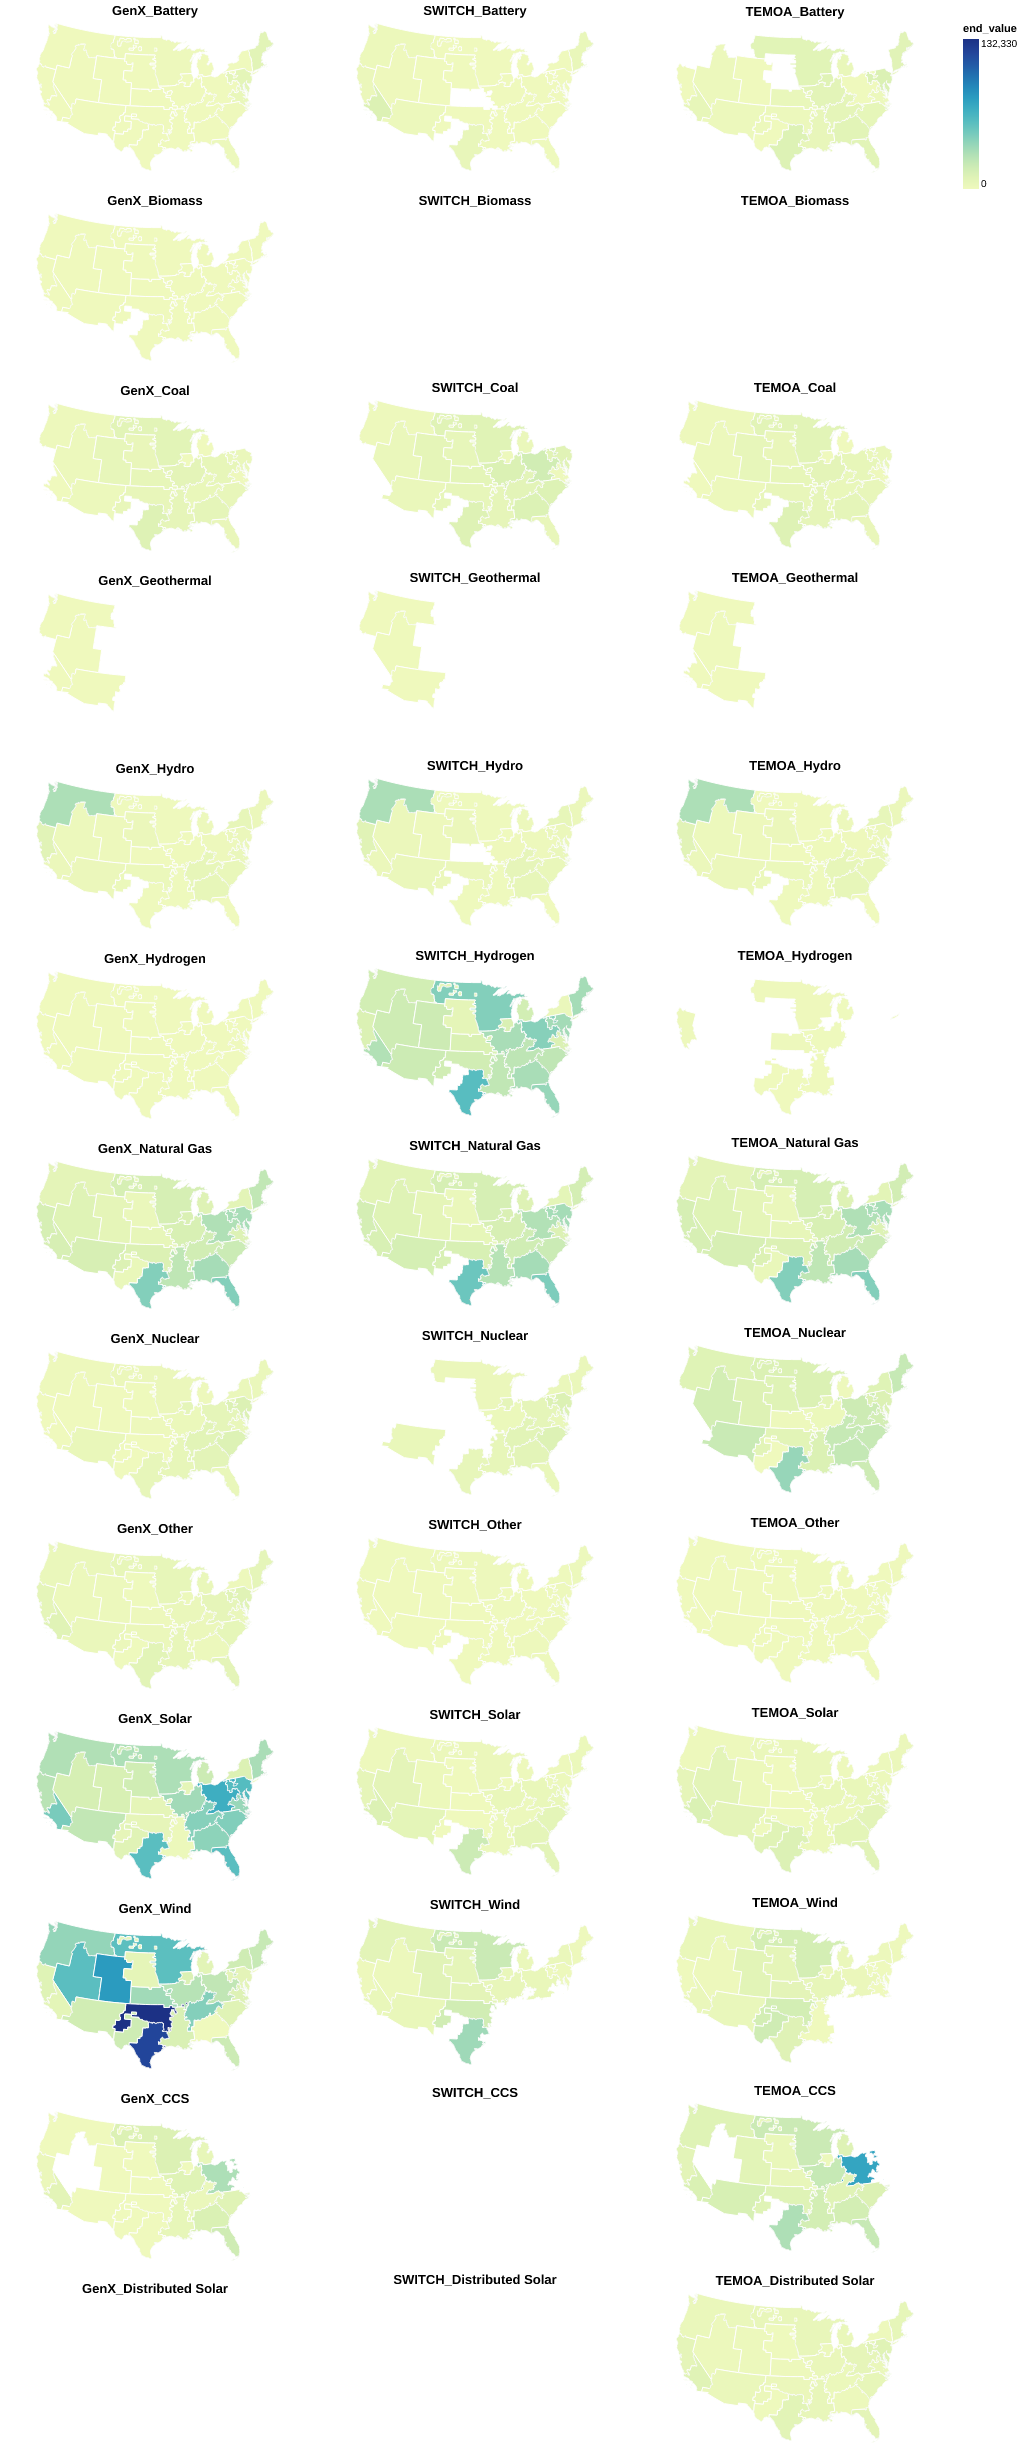 GenX_Battery
SWITCH_Battery
TEMOA_Battery
end_value
132,330
0
GenX_Biomass
SWITCH_Biomass
TEMOA_Biomass
GenX_Coal
SWITCH_Coal
TEMOA_Coal
GenX_Geothermal
SWITCH_Geothermal
TEMOA_Geothermal
GenX_Hydro
SWITCH_Hydro
TEMOA_Hydro
GenX_Hydrogen
SWITCH_Hydrogen
TEMOA_Hydrogen
GenX_Natural Gas
SWITCH_Natural Gas
TEMOA_Natural Gas
GenX_Nuclear
SWITCH_Nuclear
TEMOA_Nuclear
GenX_Other
SWITCH_Other
TEMOA_Other
GenX_Solar
SWITCH_Solar
TEMOA_Solar
GenX_Wind
SWITCH_Wind
TEMOA_Wind
GenX_CCS
SWITCH_CCS
TEMOA_CCS
GenX_Distributed Solar
SWITCH_Distributed Solar
TEMOA_Distributed Solar